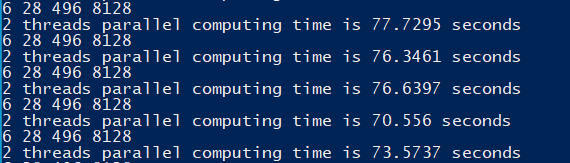 6 28 496 8128
2 threads parallel computing time is 77.7295 seconds
6 28 496 8128
2 threads parallel computing time is 76.3461 seconds
6 28 496 8128
2 threads parallel computing time is 76.6397 seconds
6 28 496 8128
2 threads parallel computing time is 70.556 seconds
6 28 496 8128
2 threads parallel computing time is 73.5737 seconds